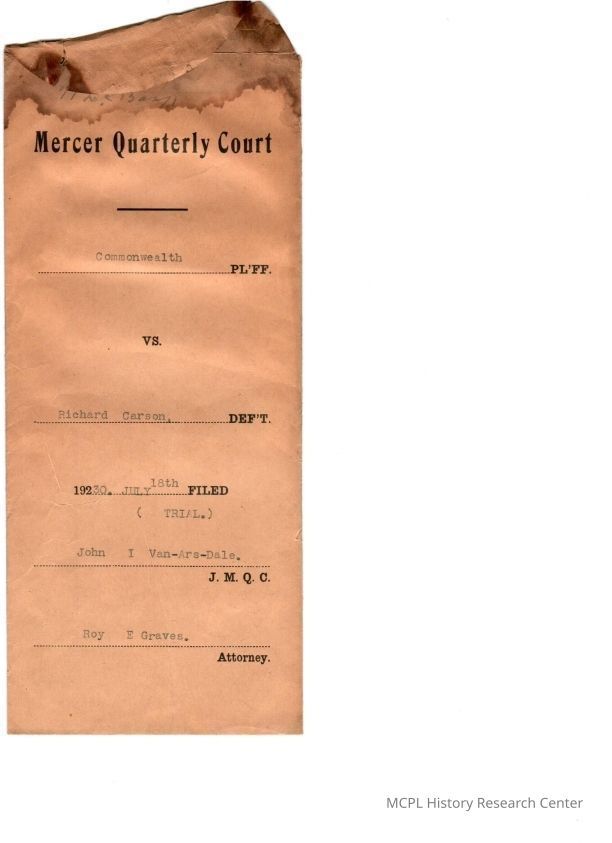 Mercer Quarterly Court
Commonwealth PL'FF.
VS.
Richard Carson, DEF'T.
19230. JULY 18th FILED
( TRIAL.)
John I Van-Ars-Dale.
J. M. Q. C.
Roy E Graves.
Attorney.
MCPL History Research Center